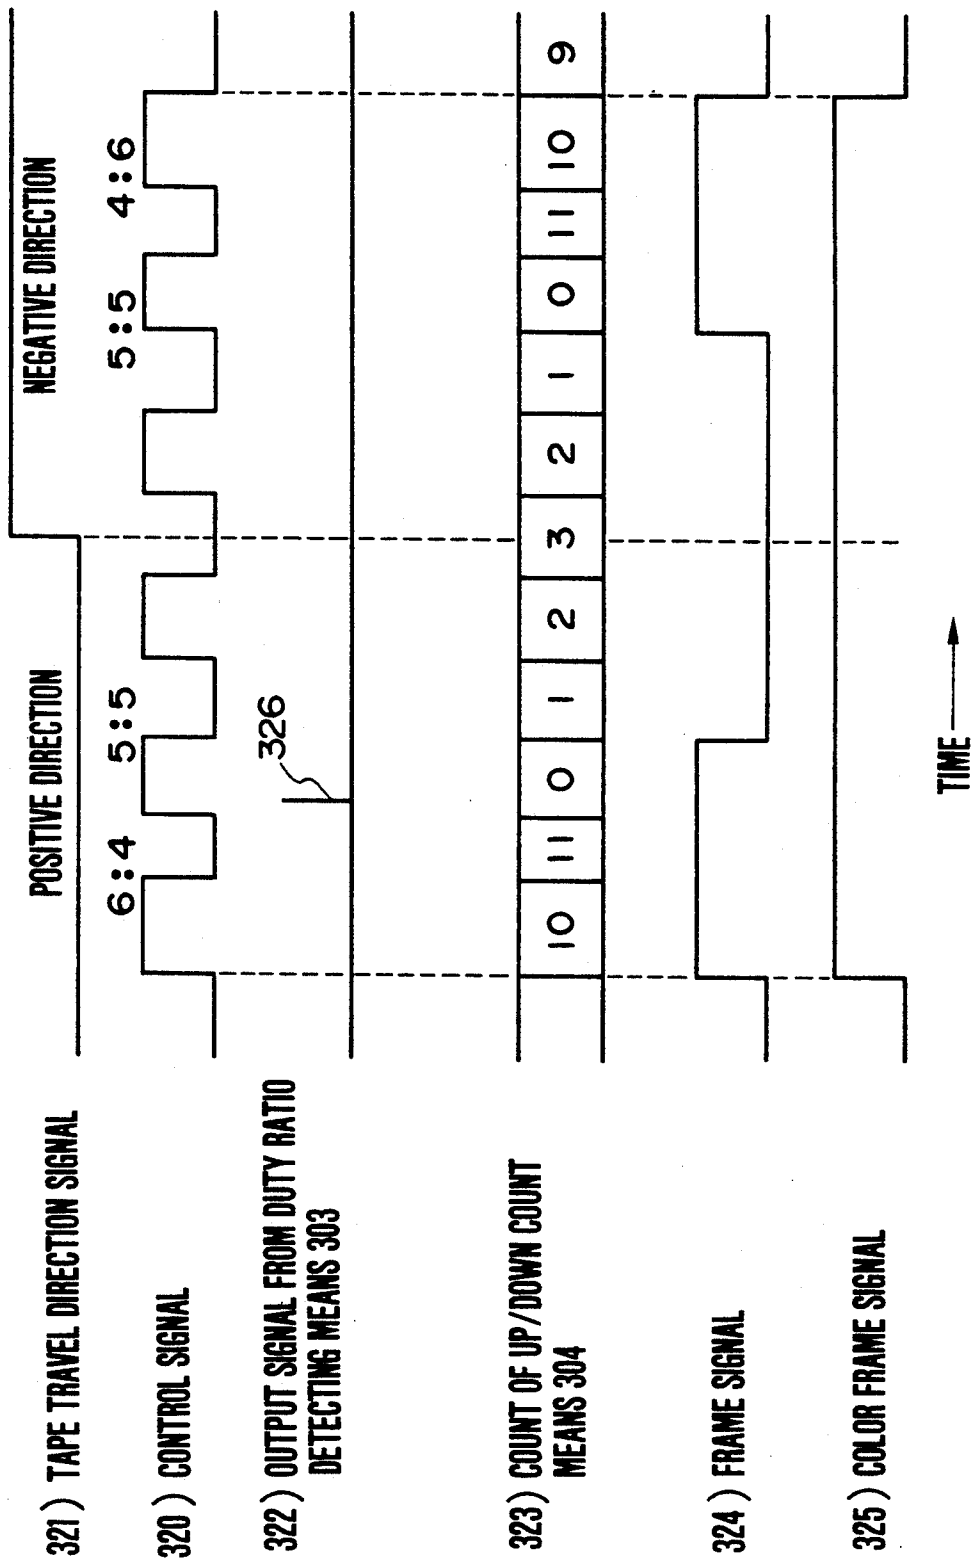 POSITIVE DIRECTION NEGATIVE DIRECTION
321 ) TAPE TRAVEL DIRECTION SIGNAL
6:4 5:5 5:5 4:6
320 ) CONTROL SIGNAL
326
322 ) OUTPUT SIGNAL FROM DUTY RATIO
DETECTING MEANS 303
323 ) COUNT OF UP/DOWN COUNT
MEANS 304
10 11 0 1 2 3 2 1 0 11 10 9
324 ) FRAME SIGNAL
325 ) COLOR FRAME SIGNAL
TIME